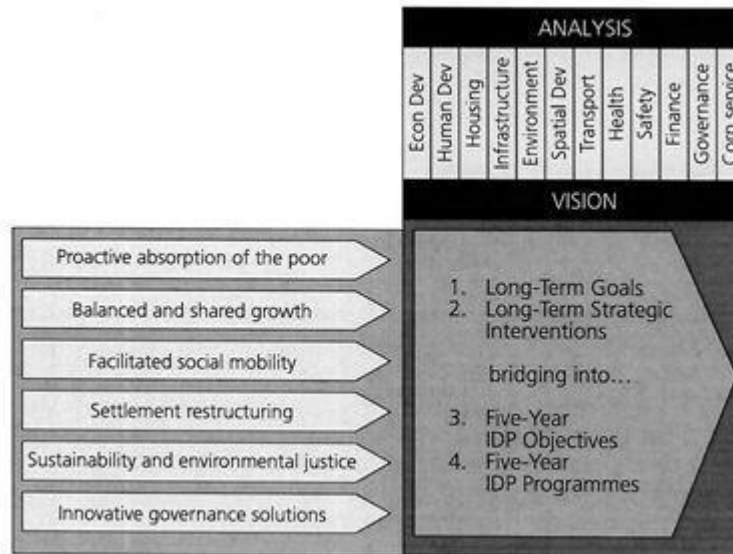 ANALYSIS
Econ Dev
Human Dev
Housing
Infrastructure
Environment
Spatial Dev
Transport
Health
Safety
Finance
Governance
Corp service
VISION
Proactive absorption of the poor
Balanced and shared growth
Facilitated social mobility
Settlement restructuring
Sustainability and environmental justice
Innovative governance solutions
1. Long-Term Goals
2. Long-Term Strategic
Interventions
bridging into...
3. Five-Year
IDP Objectives
4. Five-Year
IDP Programmes